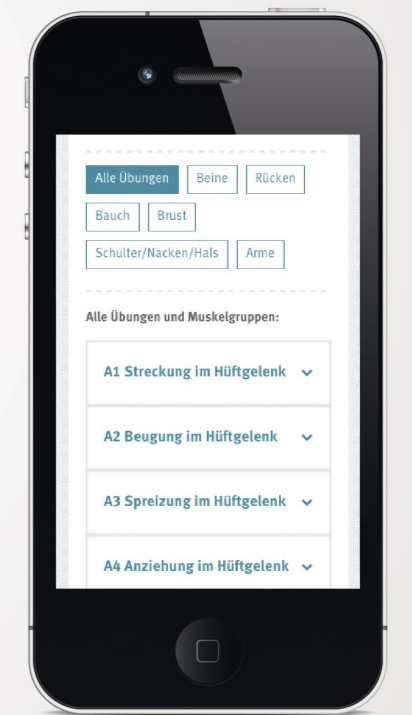 Alle Übungen Beine Rücken
Bauch Brust
Schulter/Nacken/Hals Arme
Alle Übungen und Muskelgruppen:
A1 Streckung im Hüftgelenk
A2 Beugung im Hüftgelenk
A3 Spreizung im Hüftgelenk
A4 Anziehung im Hüftgelenk